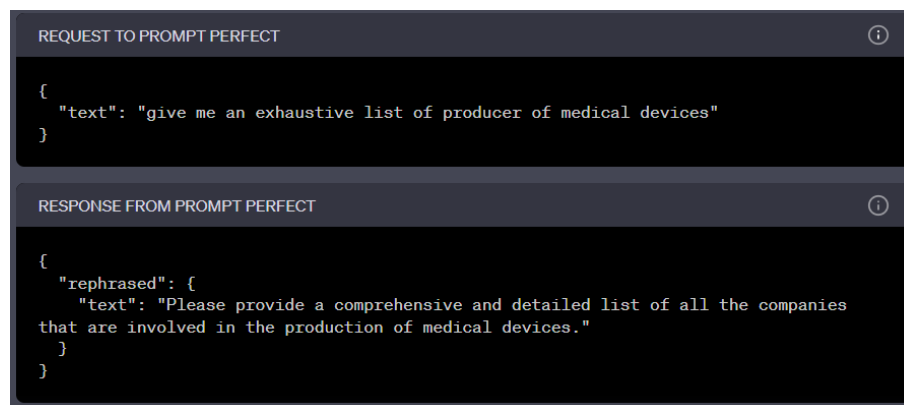 REQUEST TO PROMPT PERFECT
{
"text": "give me an exhaustive list of producer of medical devices"
}
RESPONSE FROM PROMPT PERFECT
{
"rephrased": {
"text": "Please provide a comprehensive and detailed list of all the companies
that are involved in the production of medical devices."
}
}